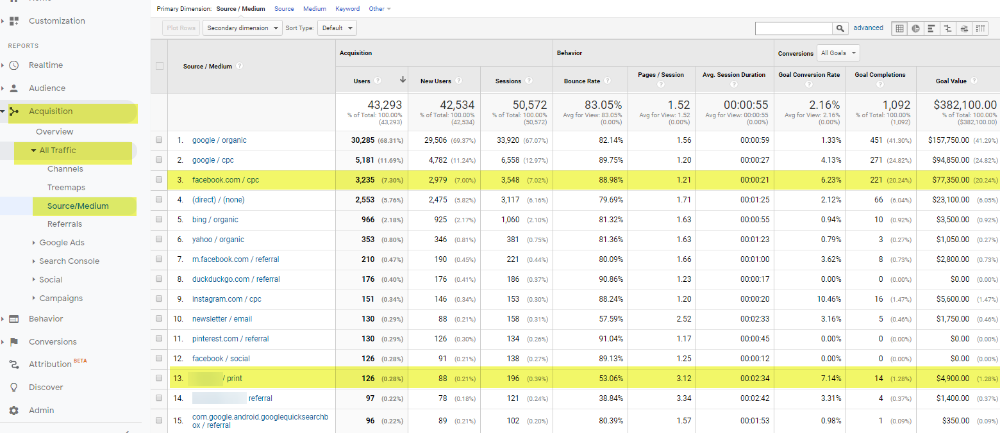 Primary Dimension: Source / Medium Source Medium Keyword Other
Customization
Plot Rows Secondary dimension Sort Type: Default advanced
REPORTS
Realtime
Audience
Acquisition
Overview
All Traffic
Channels
Treemaps
Source/Medium
Referrals
Google Ads
Search Console
Social
Campaigns
Behavior
Conversions
Attribution BETA
Discover
Admin
Source / Medium ?
Acquisition
Behavior
Conversions All Goals
Users ? New Users ? Sessions ? Bounce Rate ? Pages / Session ? Avg. Session Duration ? Goal Conversion Rate ? Goal Completions ? Goal Value ?
43,293 42,534 50,572 83.05% 1.52 00:00:55 2.16% 1,092 $382,100.00
% of Total: 100.00% % of Total: 100.00% % of Total: 100.00% Avg for View: 83.05% Avg for View: 1.52 Avg for View: 00:00:55 Avg for View: 2.16% % of Total: 100.00% % of Total: 100.00%
(43,293) (42,534) (50,572) (0.00%) (0.00%) (0.00%) (0.00%) (1,092) ($382,100.00)
1. google / organic 30,285 (68.31%) 29,506 (69.37%) 33,920 (67.07%) 82.14% 1.56 00:00:59 1.33% 451 (41.30%) $157,750.00 (41.29%)
2. google / cpc 5,181 (11.69%) 4,782 (11.24%) 6,558 (12.97%) 89.75% 1.20 00:00:27 4.13% 271 (24.82%) $94,850.00 (24.82%)
3. facebook.com / cpc 3,235 (7.30%) 2,979 (7.00%) 3,548 (7.02%) 88.98% 1.21 00:00:21 6.23% 221 (20.24%) $77,350.00 (20.24%)
4. (direct) / (none) 2,553 (5.76%) 2,475 (5.82%) 3,117 (6.16%) 79.69% 1.71 00:01:25 2.12% 66 (6.04%) $23,100.00 (6.05%)
5. bing / organic 966 (2.18%) 925 (2.17%) 1,060 (2.10%) 81.32% 1.63 00:00:55 0.94% 10 (0.92%) $3,500.00 (0.92%)
6. yahoo / organic 353 (0.80%) 346 (0.81%) 381 (0.75%) 81.36% 1.63 00:01:23 0.79% 3 (0.27%) $1,050.00 (0.27%)
7. m.facebook.com / referral 210 (0.47%) 190 (0.45%) 221 (0.44%) 80.09% 1.66 00:01:00 3.62% 8 (0.73%) $2,800.00 (0.73%)
8. duckduckgo.com / referral 176 (0.40%) 176 (0.41%) 186 (0.37%) 90.86% 1.23 00:00:17 0.00% 0 (0.00%) $0.00 (0.00%)
9. instagram.com / cpc 151 (0.34%) 146 (0.34%) 153 (0.30%) 88.24% 1.20 00:00:20 10.46% 16 (1.47%) $5,600.00 (1.47%)
10. newsletter / email 130 (0.29%) 88 (0.21%) 158 (0.31%) 57.59% 2.52 00:02:33 3.16% 5 (0.46%) $1,750.00 (0.46%)
11. pinterest.com / referral 130 (0.29%) 126 (0.30%) 134 (0.26%) 91.04% 1.17 00:00:45 0.00% 0 (0.00%) $0.00 (0.00%)
12. facebook / social 126 (0.28%) 91 (0.21%) 138 (0.27%) 89.13% 1.25 00:00:12 0.00% 0 (0.00%) $0.00 (0.00%)
13. / print 126 (0.28%) 88 (0.21%) 196 (0.39%) 53.06% 3.12 00:02:34 7.14% 14 (1.28%) $4,900.00 (1.28%)
14. referral 97 (0.22%) 78 (0.18%) 121 (0.24%) 38.84% 3.34 00:02:42 3.31% 4 (0.37%) $1,400.00 (0.37%)
15. com.google.android.googlequicksearchb
ox / referral 96 (0.22%) 89 (0.21%) 102 (0.20%) 80.39% 1.57 00:01:53 0.98% 1 (0.09%) $350.00 (0.09%)